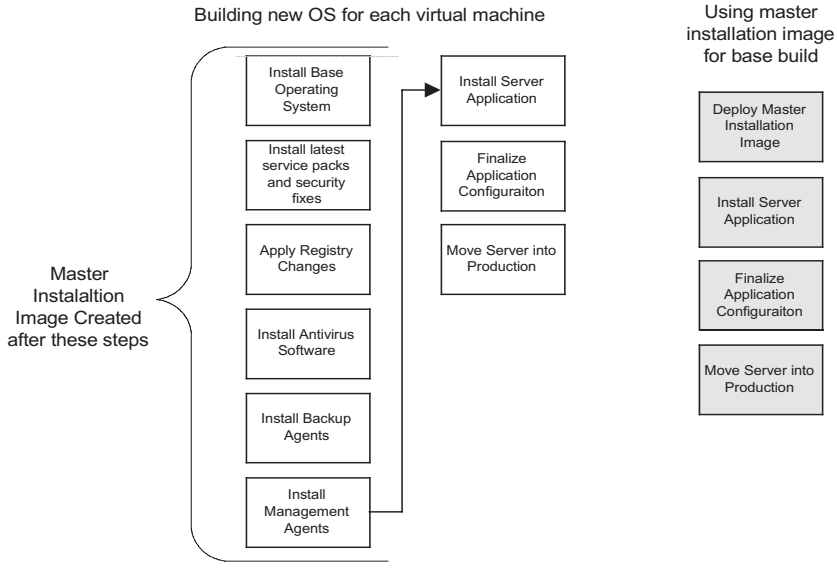 Building new OS for each virtual machine
Using master
installation image
for base build
Install Base
Operating
System
Install latest
service packs
and security
fixes
Apply Registry
Changes
Install Antivirus
Software
Install Backup
Agents
Install
Management
Agents
Master
Instalaltion
Image Created
after these steps
Install Server
Application
Finalize
Application
Configuraiton
Move Server into
Production
Deploy Master
Installation
Image
Install Server
Application
Finalize
Application
Configuraiton
Move Server into
Production